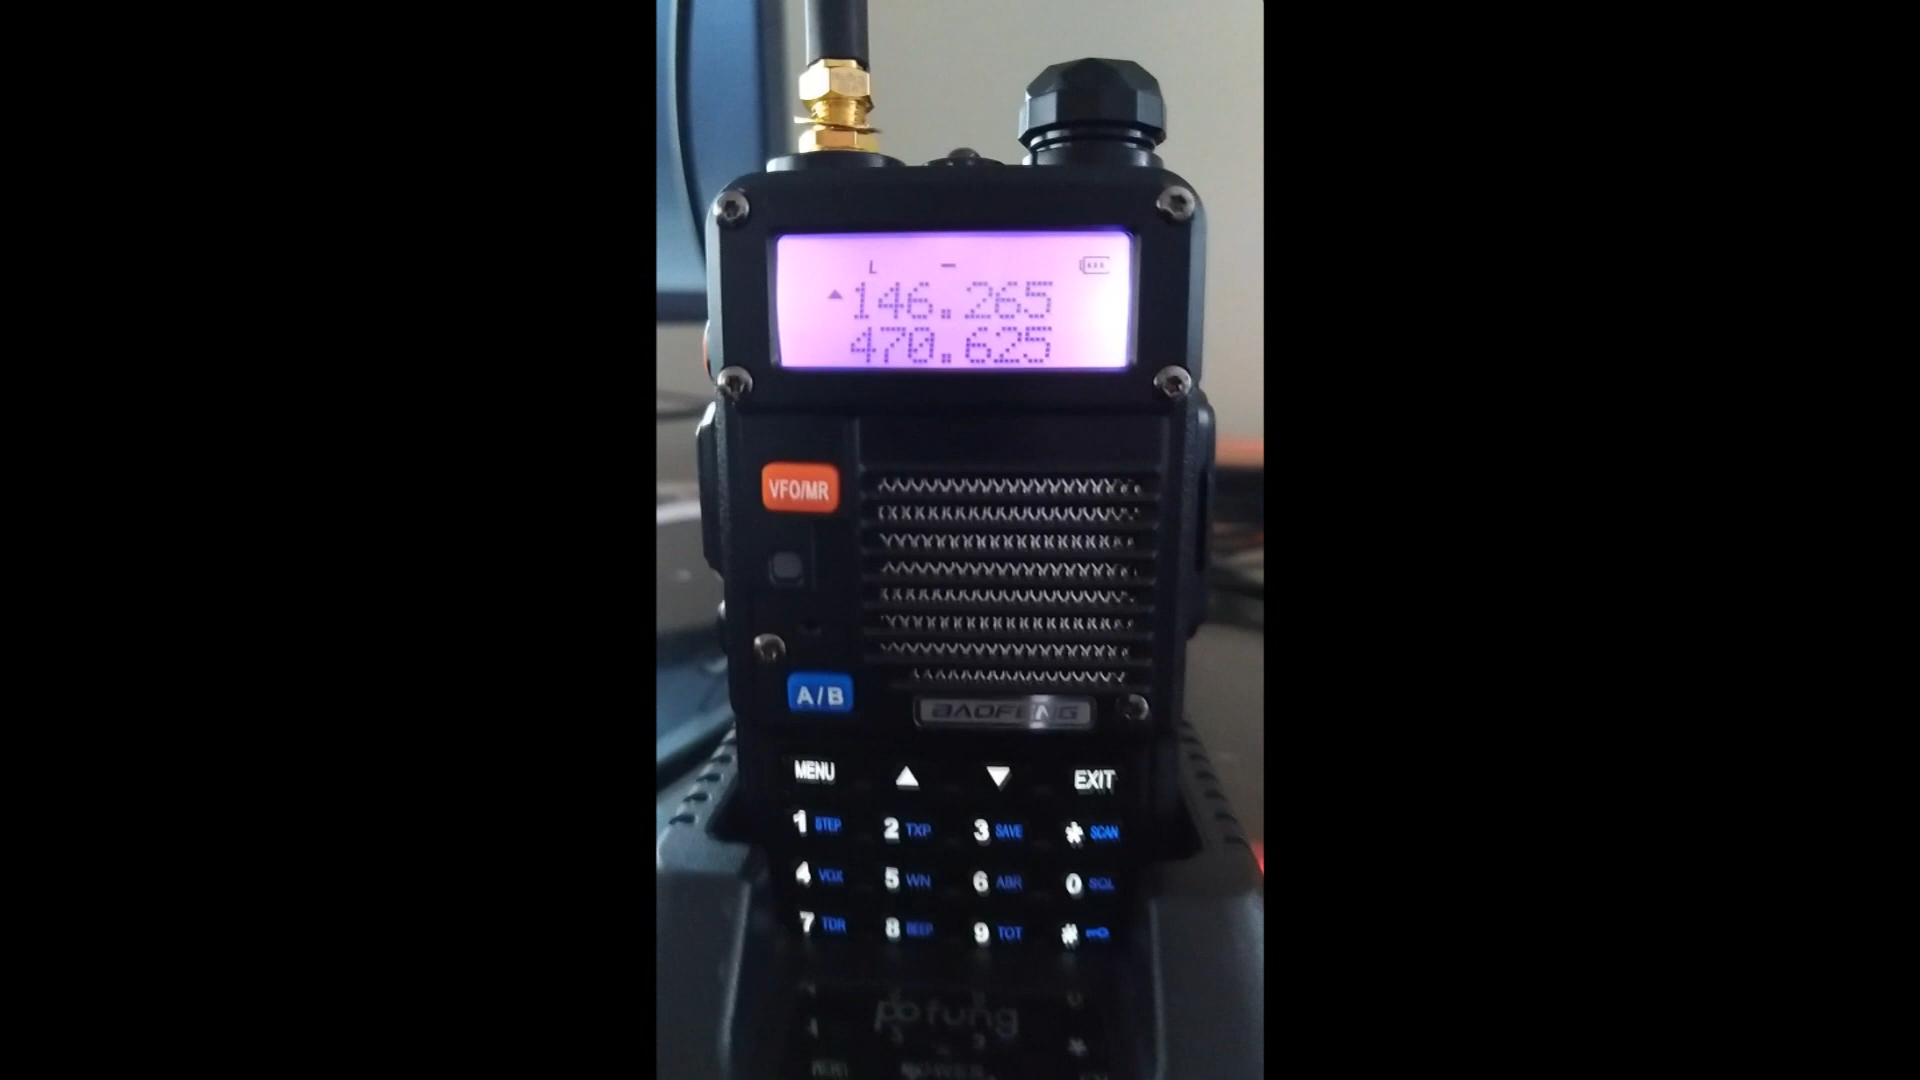 L −
▲146.265
470.625
VFO/MR
A/B
BAOFENG
MENU ▲ ▼ EXIT
1 STEP 2 TXP 3 SAVE * SCAN
4 VOX 5 WN 6 ABR 0 SQL
7 TDR 8 BEEP 9 TOT #
pofung